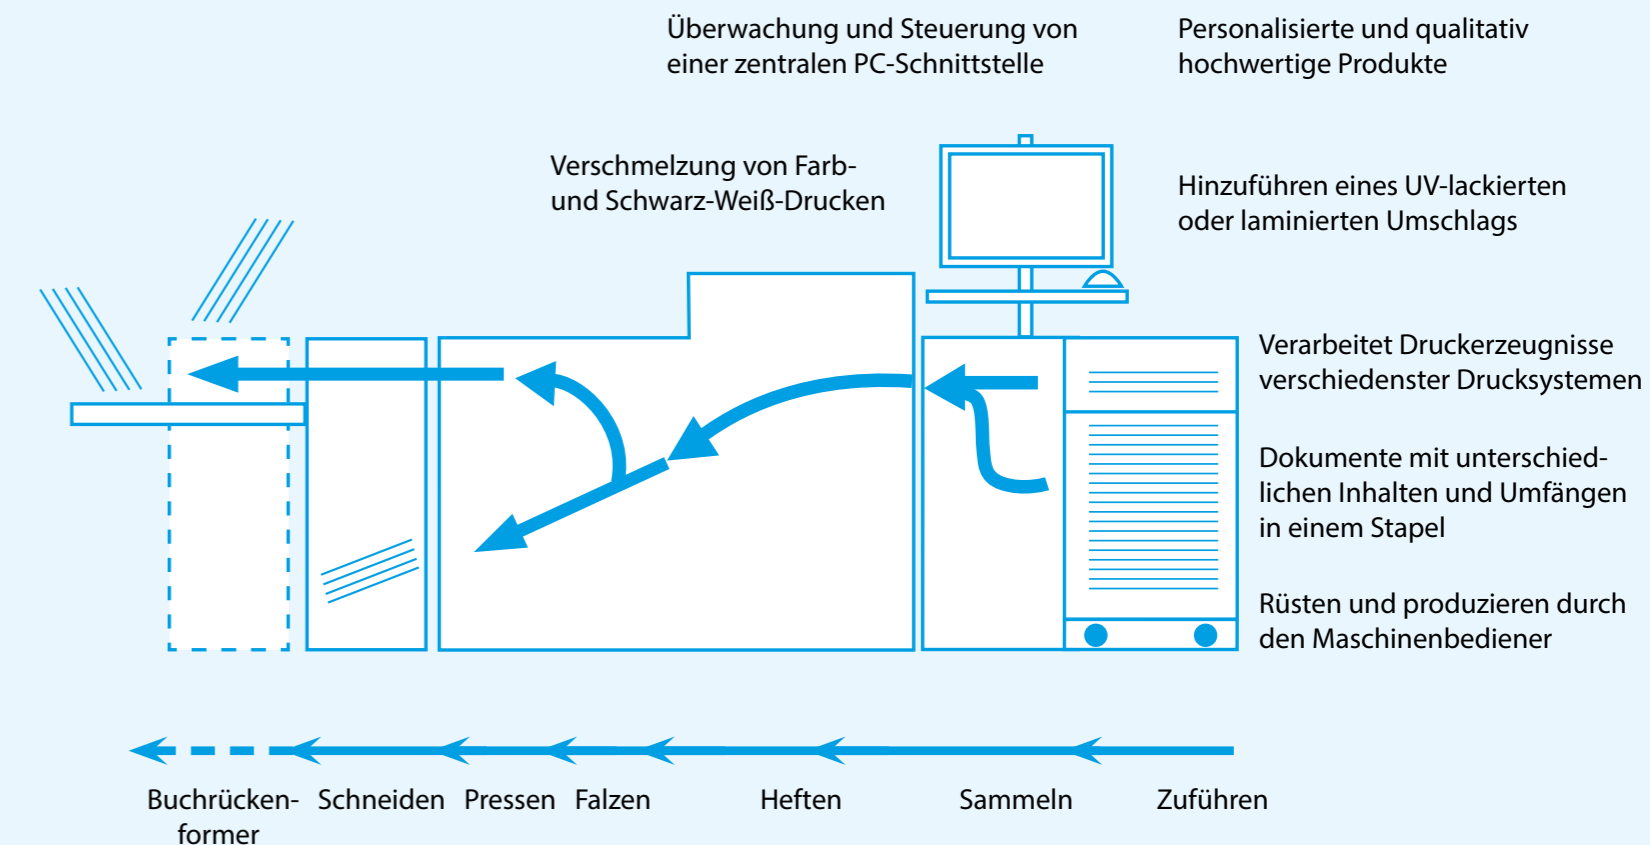 Überwachung und Steuerung von
einer zentralen PC-Schnittstelle
Personalisierte und qualitativ
hochwertige Produkte
Verschmelzung von Farb-
und Schwarz-Weiß-Drucken
Hinzuführen eines UV-lackierten
oder laminierten Umschlags
Verarbeitet Druckerzeugnisse
verschiedenster Drucksystemen
Dokumente mit unterschied-
lichen Inhalten und Umfängen
in einem Stapel
Rüsten und produzieren durch
den Maschinenbediener
Buchrücken-
former
Schneiden
Pressen
Falzen
Heften
Sammeln
Zuführen